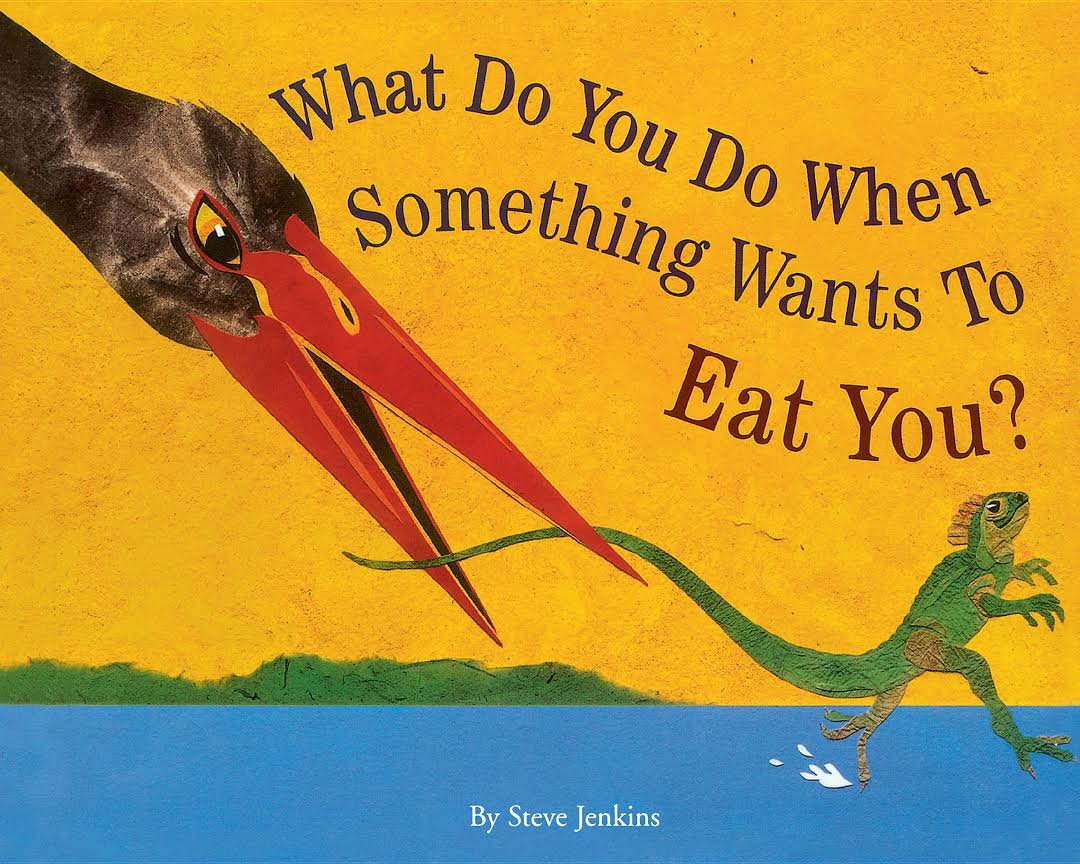 What Do You Do When
Something Wants To
Eat You?
By Steve Jenkins